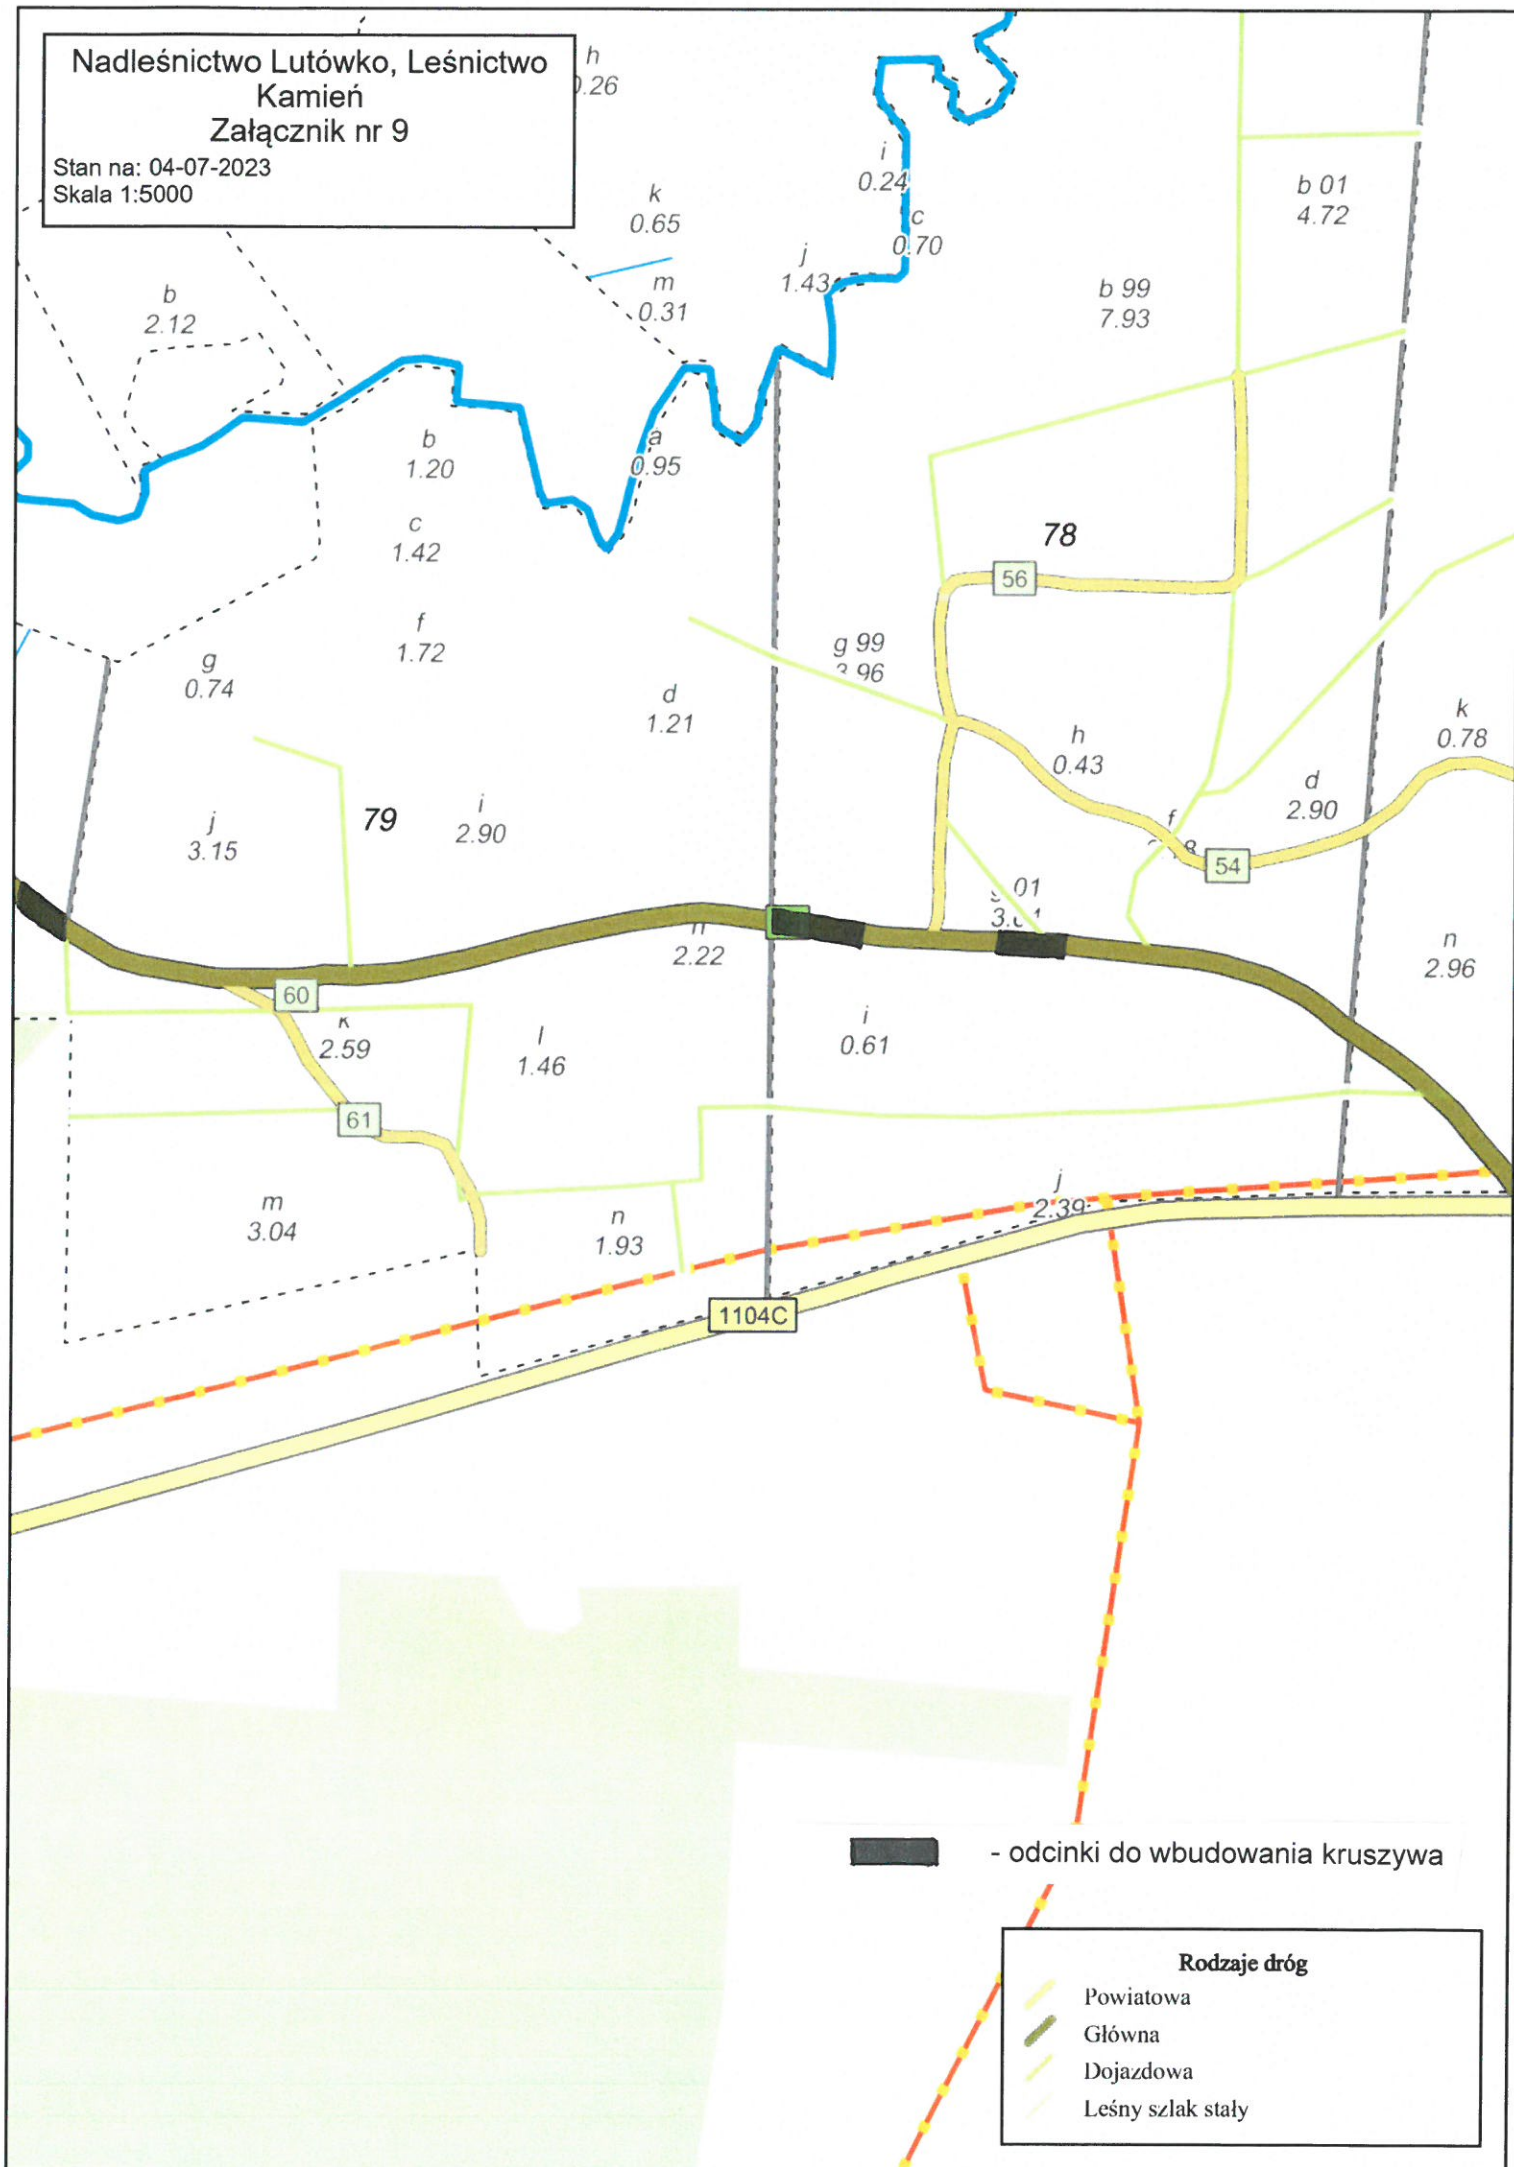 Nadleśnictwo Lutówko, Leśnictwo
Kamień
Załącznik nr 9
Stan na: 04-07-2023
Skala 1:5000
h
0.26
k
0.65
m
0.31
j
1.43
i
0.24
c
0.70
b 01
4.72
b 99
7.93
b
2.12
b
1.20
a
0.95
c
1.42
78
56
f
1.72
g
0.74
g 99
3.96
d
1.21
h
0.43
k
0.78
d
2.90
j
3.15
79
i
2.90
f
54
01
n
2.22
n
2.96
60
k
2.59
l
1.46
i
0.61
61
m
3.04
n
1.93
j
2.39
1104C
- odcinki do wbudowania kruszywa
Rodzaje dróg
Powiatowa
Główna
Dojazdowa
Leśny szlak stały